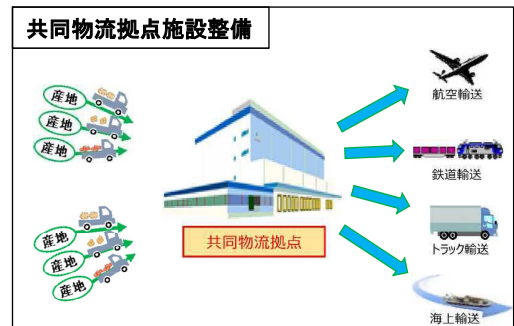 共同物流拠点施設整備
産地
産地
産地
産地
産地
産地
共同物流拠点
航空輸送
鉄道輸送
トラック輸送
海上輸送